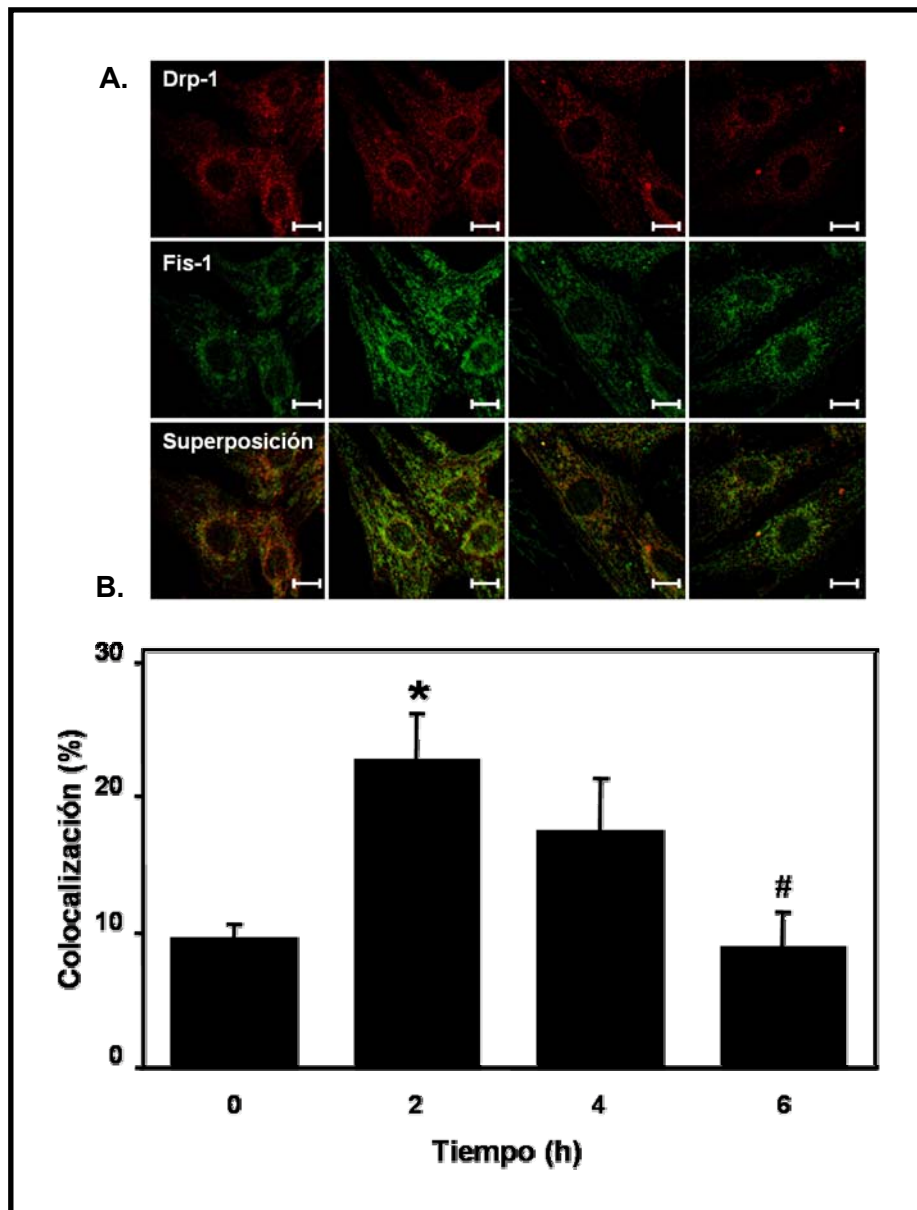 A.
Drp-1
Fis-1
Superposición
B.
Colocalización (%)
30
20
10
0
*
#
0 2 4 6
Tiempo (h)